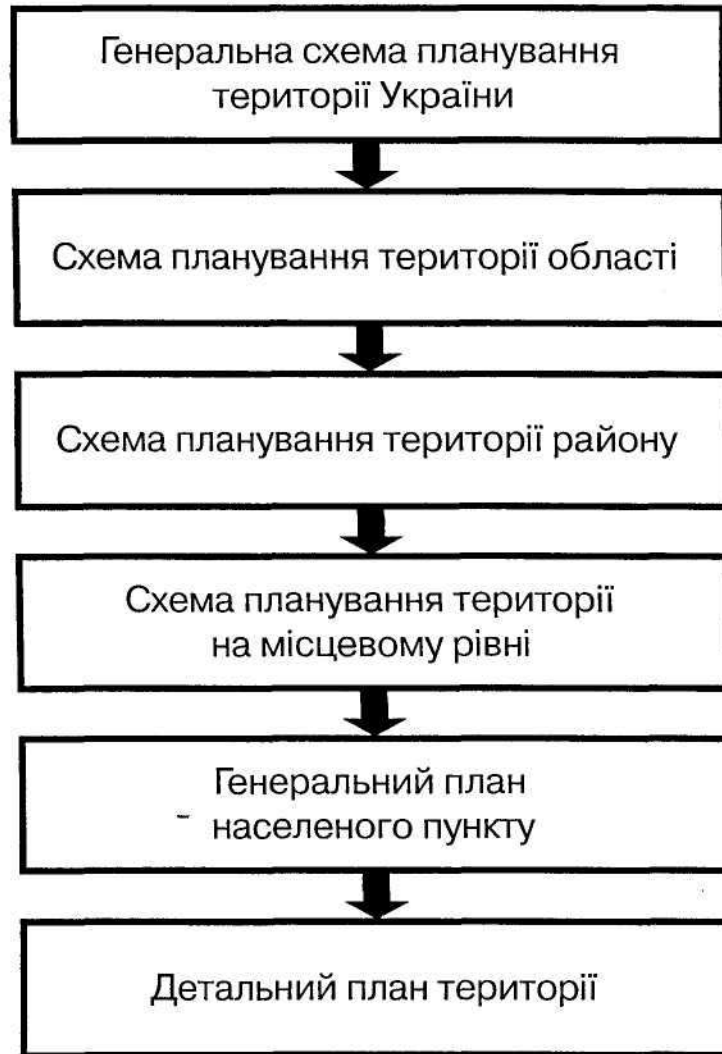 Генеральна схема планування
території України
Схема планування території області
Схема планування території району
Схема планування території
на місцевому рівні
Генеральний план
населеного пункту
Детальний план території